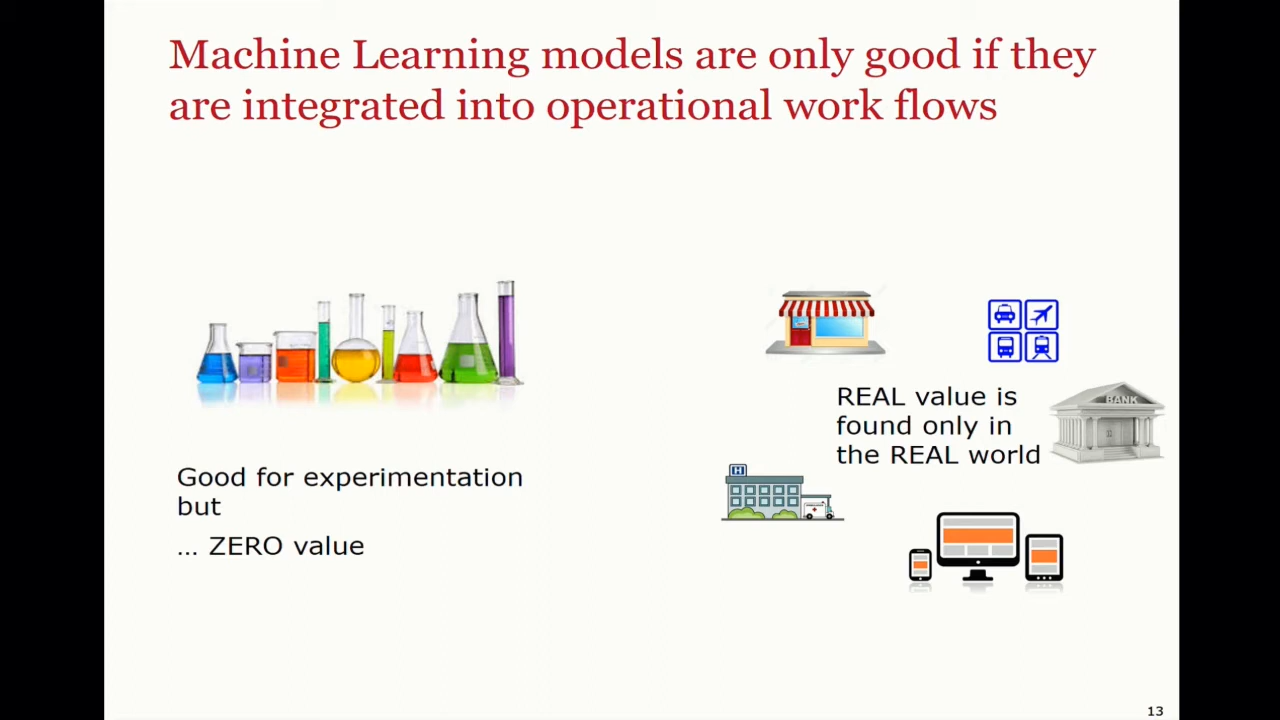 Machine Learning models are only good if they
are integrated into operational work flows
Good for experimentation
but
... ZERO value
REAL value is
found only in
the REAL world
BANK
H
13